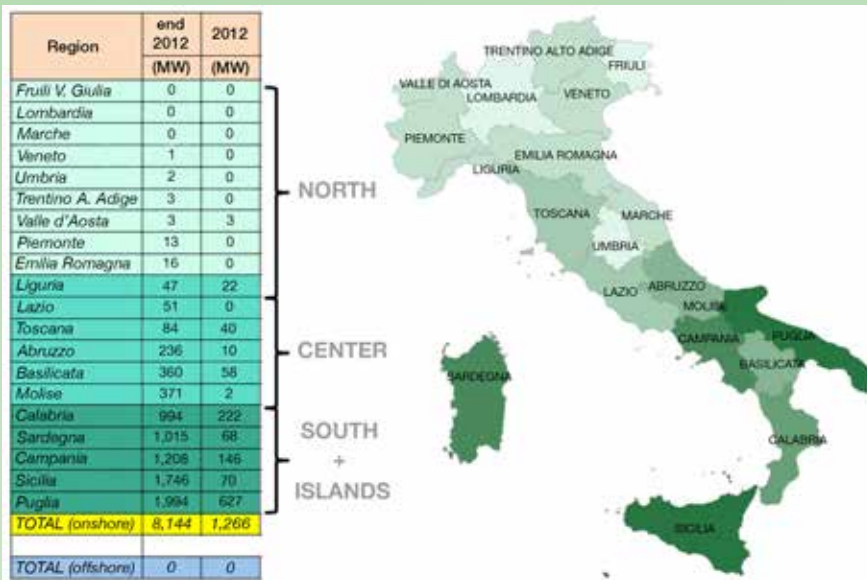 Region end 2012 (MW) 2012 (MW)
Fruili V. Giulia 0 0
Lombardia 0 0
Marche 0 0
Veneto 1 0
Umbria 2 0
Trentino A. Adige 3 0
Valle d'Aosta 3 3
Piemonte 13 0
Emilia Romagna 16 0
Liguria 47 22
Lazio 51 0
Toscana 84 40
Abruzzo 236 10
Basilicata 360 58
Molise 371 2
Calabria 994 222
Sardegna 1,015 68
Campania 1,208 146
Sicilia 1,746 70
Puglia 1,994 627
TOTAL (onshore) 8,144 1,266
TOTAL (offshore) 0 0
NORTH
CENTER
SOUTH
+
ISLANDS
TRENTINO ALTO ADIGE
FRIULI
VALLE DI AOSTA
LOMBARDIA
VENETO
PIEMONTE
EMILIA ROMAGNA
LIGURIA
TOSCANA
MARCHE
UMBRIA
LAZIO
ABRUZZO
MOLISE
CAMPANIA
PUGLIA
BASILICATA
SARDEGNA
CALABRIA
SICILIA